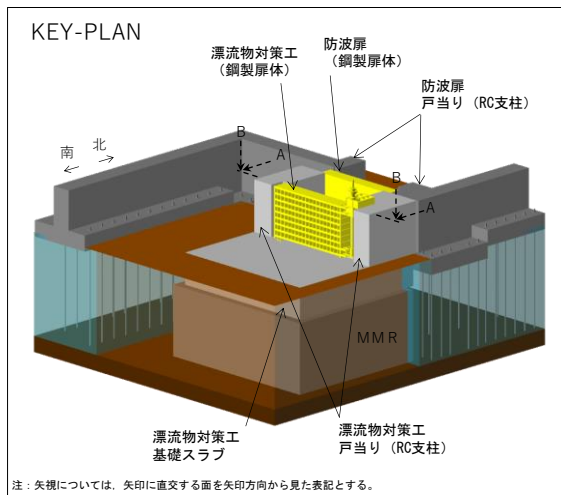 KEY-PLAN
漂流物対策工
（鋼製扉体）
防波扉
（鋼製扉体）
防波扉
戸当り（RC支柱）
南
北
B
A
B
A
MMR
漂流物対策工
基礎スラブ
漂流物対策工
戸当り（RC支柱）
注：矢視については，矢印に直交する面を矢印方向から見た表記とする。